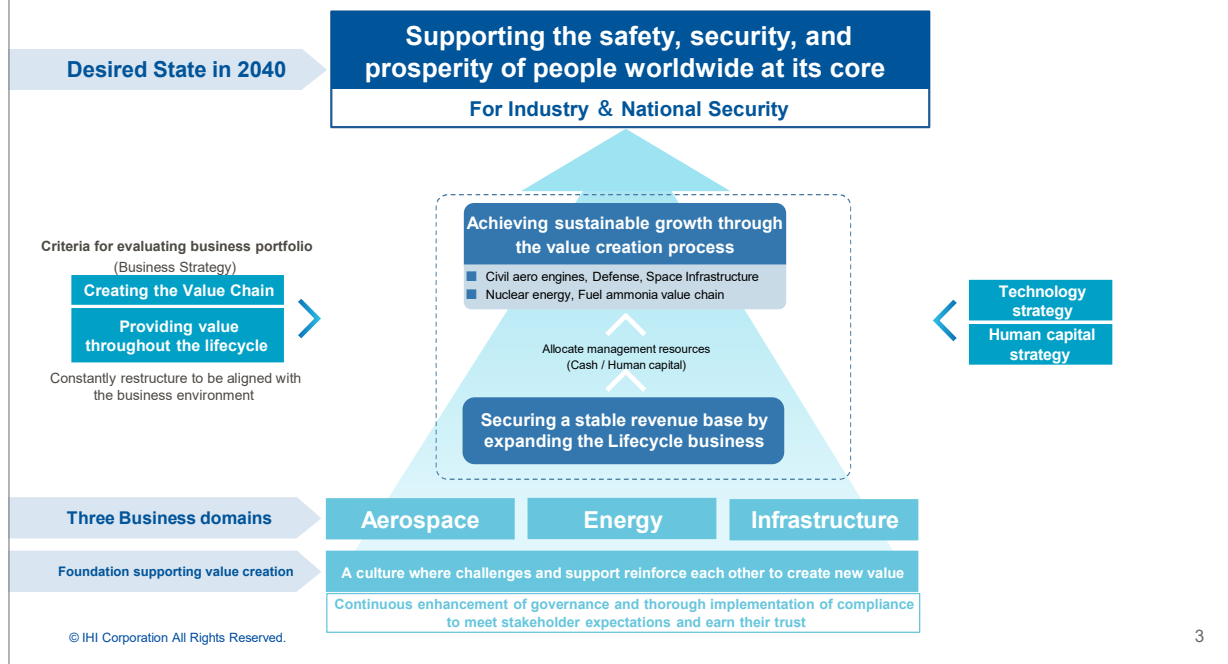 Desired State in 2040
Supporting the safety, security, and
prosperity of people worldwide at its core
For Industry & National Security
Criteria for evaluating business portfolio
(Business Strategy)
Creating the Value Chain
Providing value
throughout the lifecycle
Constantly restructure to be aligned with
the business environment
Achieving sustainable growth through
the value creation process
Civil aero engines, Defense, Space Infrastructure
Nuclear energy, Fuel ammonia value chain
Allocate management resources
(Cash / Human capital)
Securing a stable revenue base by
expanding the Lifecycle business
Technology
strategy
Human capital
strategy
Three Business domains
Aerospace
Energy
Infrastructure
Foundation supporting value creation
A culture where challenges and support reinforce each other to create new value
Continuous enhancement of governance and thorough implementation of compliance
to meet stakeholder expectations and earn their trust
© IHI Corporation All Rights Reserved.
3